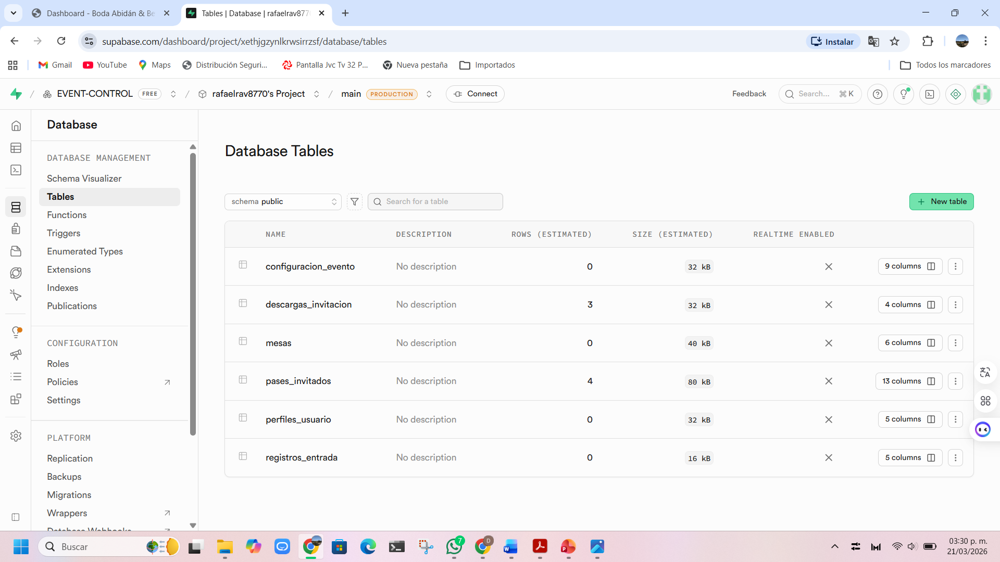 Dashboard - Boda Abidán & Be
Tables | Database | rafaelrav877
supabase.com/dashboard/project/xethjgzynlkrwsirrzsf/database/tables
Instalar
Gmail
YouTube
Maps
Distribución Seguri...
Pantalla Jvc Tv 32 P...
Nueva pestaña
Importados
Todos los marcadores
EVENT-CONTROL FREE / rafaelrav8770's Project / main PRODUCTION
Connect
Feedback
Search... ⌘ K
Database
DATABASE MANAGEMENT
Schema Visualizer
Tables
Functions
Triggers
Enumerated Types
Extensions
Indexes
Publications
CONFIGURATION
Roles
Policies
Settings
PLATFORM
Replication
Backups
Migrations
Wrappers
Database Webhooks
Database Tables
schema public
Search for a table
New table
NAME DESCRIPTION ROWS (ESTIMATED) SIZE (ESTIMATED) REALTIME ENABLED
configuracion_evento No description 0 32 kB 9 columns
descargas_invitacion No description 3 32 kB 4 columns
mesas No description 0 40 kB 6 columns
pases_invitados No description 4 80 kB 13 columns
perfiles_usuario No description 0 32 kB 5 columns
registros_entrada No description 0 16 kB 5 columns
Buscar
7
D
03:30 p. m.
21/03/2026